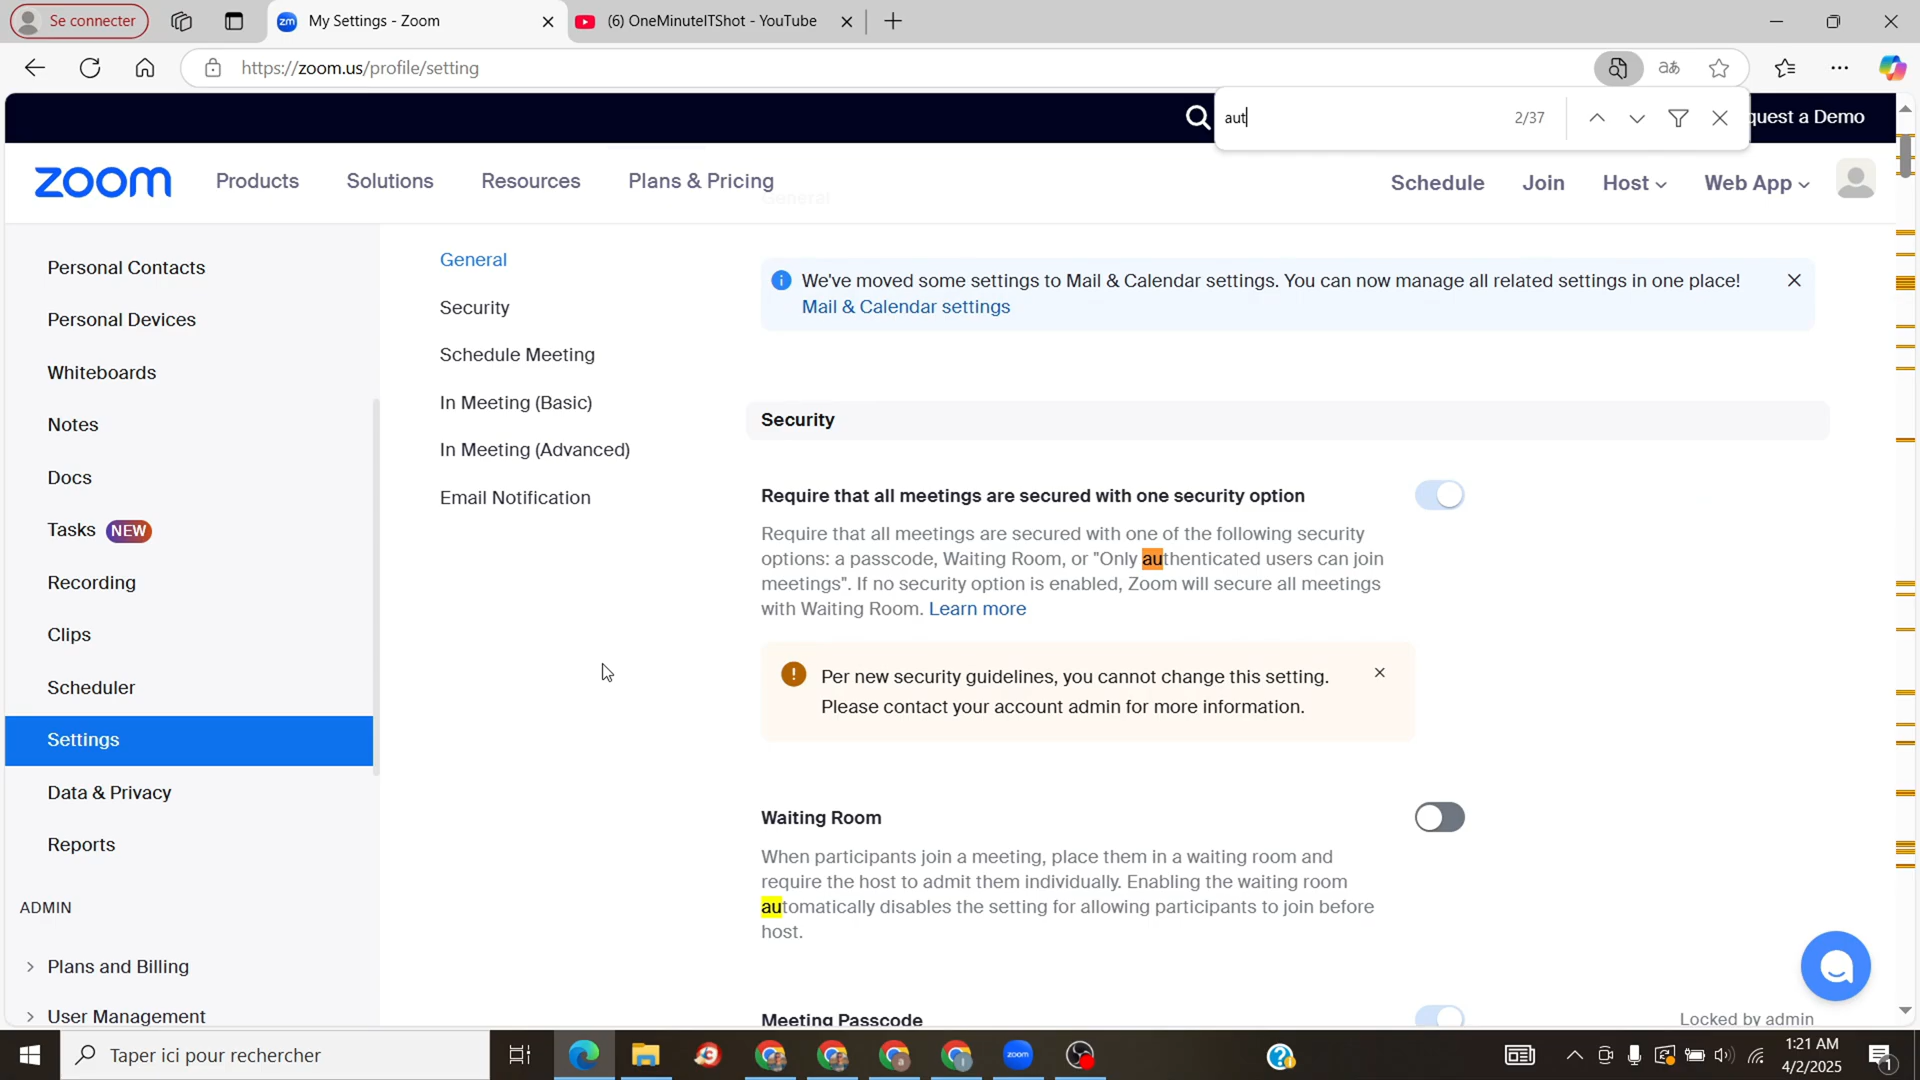 Se connecter
My Settings - Zoom
(6) OneMinuteITShot - YouTube
https://zoom.us/profile/setting
aut
2/37
quest a Demo
zoom
Products
Solutions
Resources
Plans & Pricing
Schedule
Join
Host
Web App
General
Personal Contacts
Personal Devices
Whiteboards
Notes
Docs
Tasks NEW
Recording
Clips
Scheduler
Settings
Data & Privacy
Reports
ADMIN
Plans and Billing
User Management
General
Security
Schedule Meeting
In Meeting (Basic)
In Meeting (Advanced)
Email Notification
We've moved some settings to Mail & Calendar settings. You can now manage all related settings in one place!
Mail & Calendar settings
Security
Require that all meetings are secured with one security option
Require that all meetings are secured with one of the following security
options: a passcode, Waiting Room, or "Only authenticated users can join
meetings". If no security option is enabled, Zoom will secure all meetings
with Waiting Room. Learn more
Per new security guidelines, you cannot change this setting.
Please contact your account admin for more information.
Waiting Room
When participants join a meeting, place them in a waiting room and
require the host to admit them individually. Enabling the waiting room
automatically disables the setting for allowing participants to join before
host.
Meeting Passcode
Locked by admin
Taper ici pour rechercher
zoom
1:21 AM
4/2/2025
1